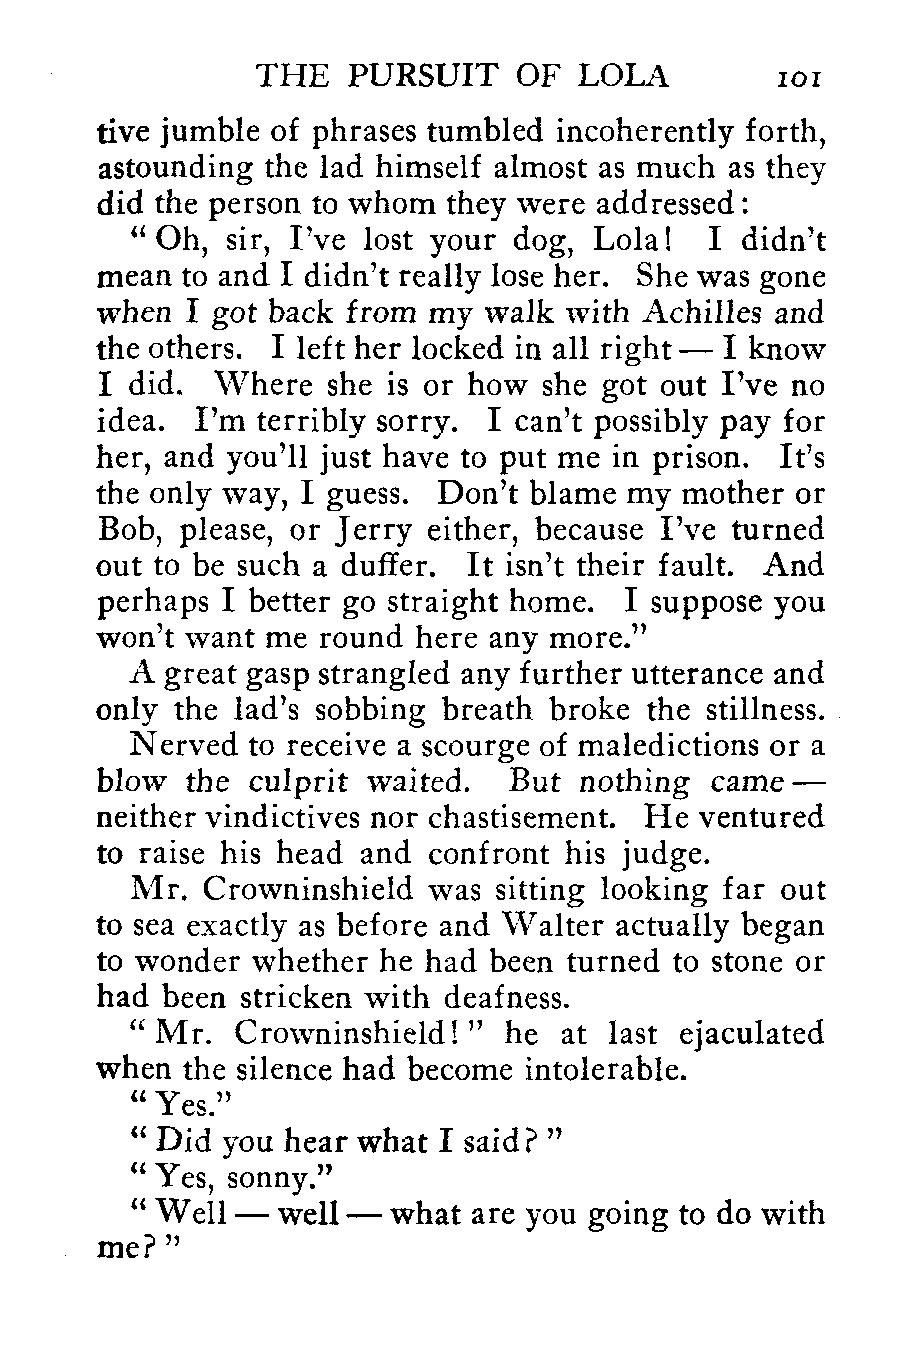 THE PURSUIT OF LOLA 101
tive jumble of phrases tumbled incoherently forth,
astounding the lad himself almost as much as they
did the person to whom they were addressed:
“ Oh, sir, I’ve lost your dog, Lola! I didn’t
mean to and I didn’t really lose her. She was gone
when I got back from my walk with Achilles and
the others. I left her locked in all right — I know
I did. Where she is or how she got out I’ve no
idea. I’m terribly sorry. I can’t possibly pay for
her, and you’ll just have to put me in prison. It’s
the only way, I guess. Don’t blame my mother or
Bob, please, or Jerry either, because I’ve turned
out to be such a duffer. It isn’t their fault. And
perhaps I better go straight home. I suppose you
won’t want me round here any more.”
A great gasp strangled any further utterance and
only the lad’s sobbing breath broke the stillness.
Nerved to receive a scourge of maledictions or a
blow the culprit waited. But nothing came —
neither vindictives nor chastisement. He ventured
to raise his head and confront his judge.
Mr. Crowninshield was sitting looking far out
to sea exactly as before and Walter actually began
to wonder whether he had been turned to stone or
had been stricken with deafness.
“ Mr. Crowninshield! ” he at last ejaculated
when the silence had become intolerable.
“ Yes.”
“ Did you hear what I said? ”
“ Yes, sonny.”
“ Well — well — what are you going to do with
me? ”